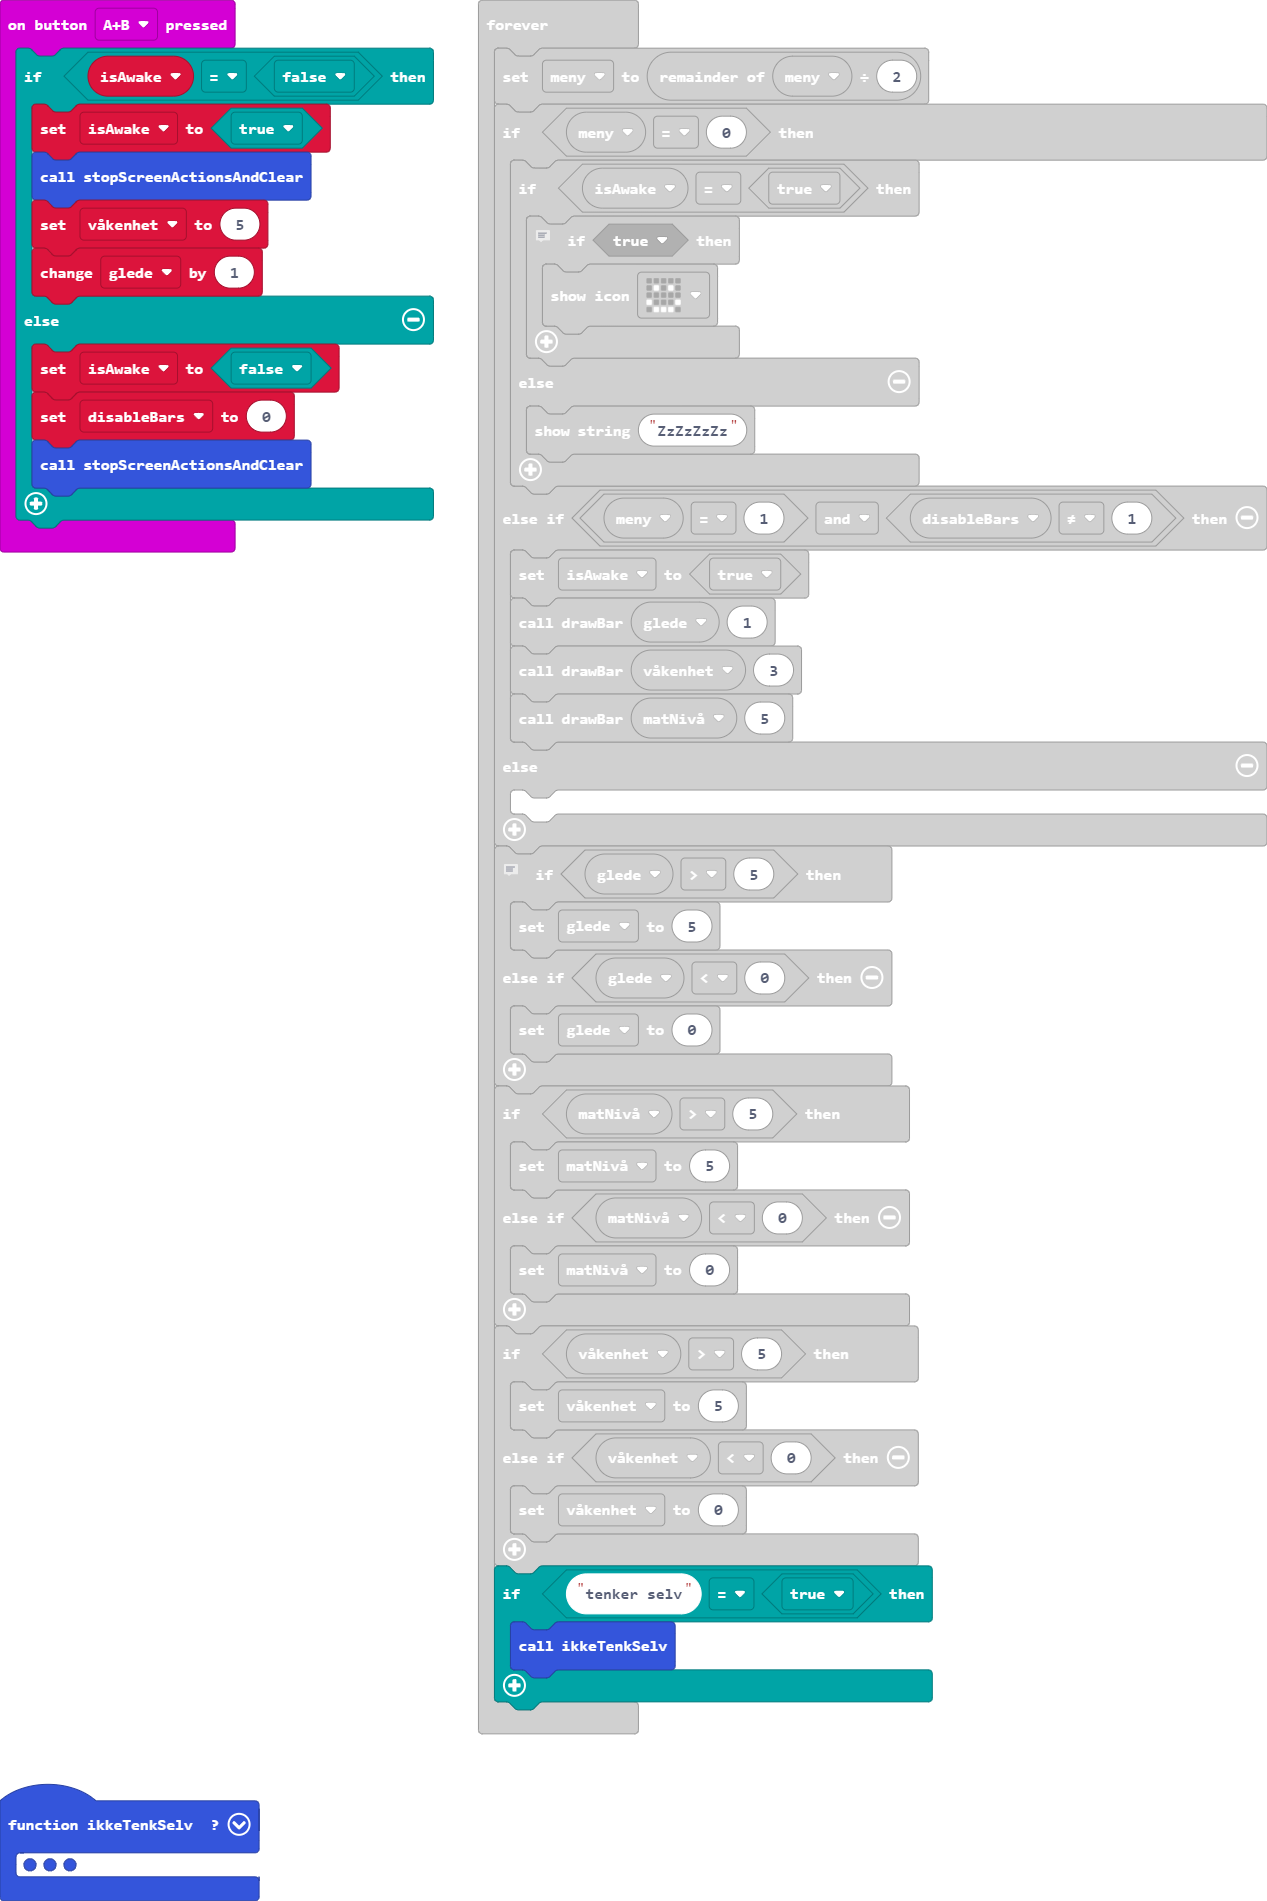 on button A+B pressed
if isAwake = false then
set isAwake to true
call stopScreenActionsAndClear
set våkenhet to 5
change glede by 1
else
set isAwake to false
set disableBars to 0
call stopScreenActionsAndClear
forever
set meny to remainder of meny ÷ 2
if meny = 0 then
if isAwake = true then
if true then
show icon
else
show string "ZzZzZzZz"
else if meny = 1 and disableBars ≠ 1 then
set isAwake to true
call drawBar glede 1
call drawBar våkenhet 3
call drawBar matNivå 5
else
if glede > 5 then
set glede to 5
else if glede < 0 then
set glede to 0
if matNivå > 5 then
set matNivå to 5
else if matNivå < 0 then
set matNivå to 0
if våkenhet > 5 then
set våkenhet to 5
else if våkenhet < 0 then
set våkenhet to 0
if "tenker selv" = true then
call ikkeTenkSelv
function ikkeTenkSelv ?